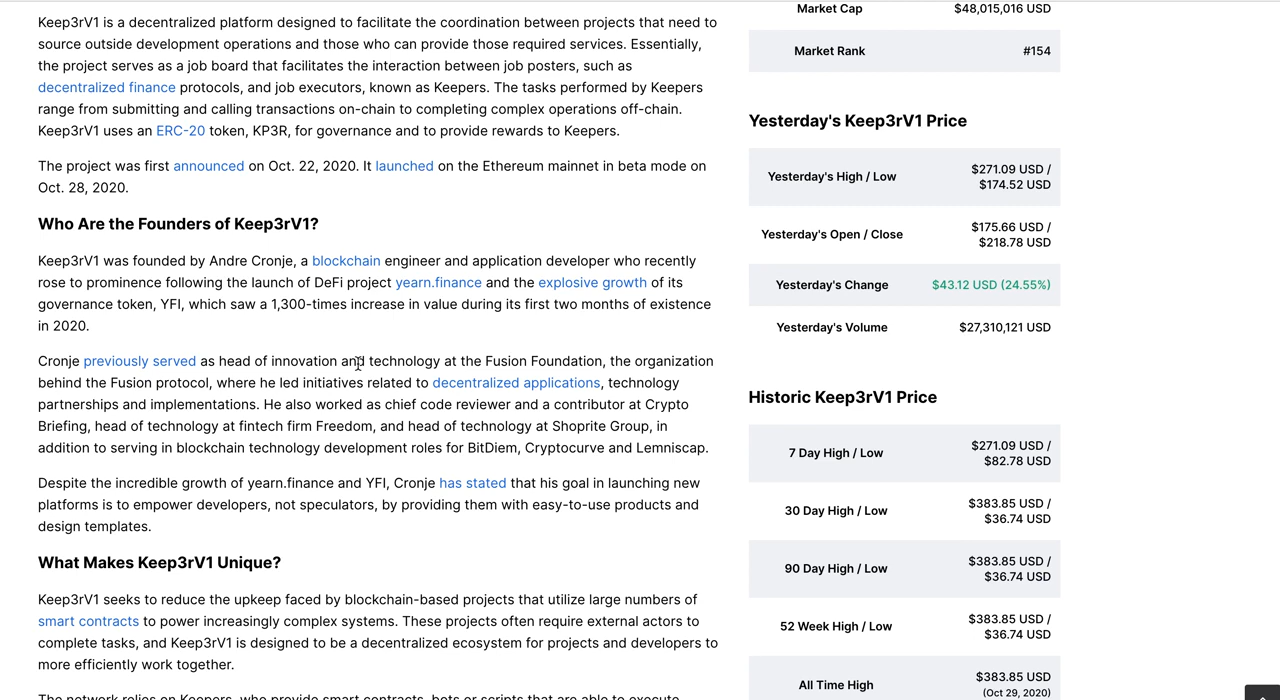 Keep3rV1 is a decentralized platform designed to facilitate the coordination between projects that need to
source outside development operations and those who can provide those required services. Essentially,
the project serves as a job board that facilitates the interaction between job posters, such as
decentralized finance protocols, and job executors, known as Keepers. The tasks performed by Keepers
range from submitting and calling transactions on-chain to completing complex operations off-chain.
Keep3rV1 uses an ERC-20 token, KP3R, for governance and to provide rewards to Keepers.
The project was first announced on Oct. 22, 2020. It launched on the Ethereum mainnet in beta mode on
Oct. 28, 2020.
Who Are the Founders of Keep3rV1?
Keep3rV1 was founded by Andre Cronje, a blockchain engineer and application developer who recently
rose to prominence following the launch of DeFi project yearn.finance and the explosive growth of its
governance token, YFI, which saw a 1,300-times increase in value during its first two months of existence
in 2020.
Cronje previously served as head of innovation and technology at the Fusion Foundation, the organization
behind the Fusion protocol, where he led initiatives related to decentralized applications, technology
partnerships and implementations. He also worked as chief code reviewer and a contributor at Crypto
Briefing, head of technology at fintech firm Freedom, and head of technology at Shoprite Group, in
addition to serving in blockchain technology development roles for BitDiem, Cryptocurve and Lemniscap.
Despite the incredible growth of yearn.finance and YFI, Cronje has stated that his goal in launching new
platforms is to empower developers, not speculators, by providing them with easy-to-use products and
design templates.
What Makes Keep3rV1 Unique?
Keep3rV1 seeks to reduce the upkeep faced by blockchain-based projects that utilize large numbers of
smart contracts to power increasingly complex systems. These projects often require external actors to
complete tasks, and Keep3rV1 is designed to be a decentralized ecosystem for projects and developers to
more efficiently work together.
The network relies on Keepers, who provide smart contracts, bots or scripts that are able to execute
Market Cap $48,015,016 USD
Market Rank #154
Yesterday's Keep3rV1 Price
Yesterday's High / Low $271.09 USD /
$174.52 USD
Yesterday's Open / Close $175.66 USD /
$218.78 USD
Yesterday's Change $43.12 USD (24.55%)
Yesterday's Volume $27,310,121 USD
Historic Keep3rV1 Price
7 Day High / Low $271.09 USD /
$82.78 USD
30 Day High / Low $383.85 USD /
$36.74 USD
90 Day High / Low $383.85 USD /
$36.74 USD
52 Week High / Low $383.85 USD /
$36.74 USD
All Time High $383.85 USD
(Oct 29, 2020)